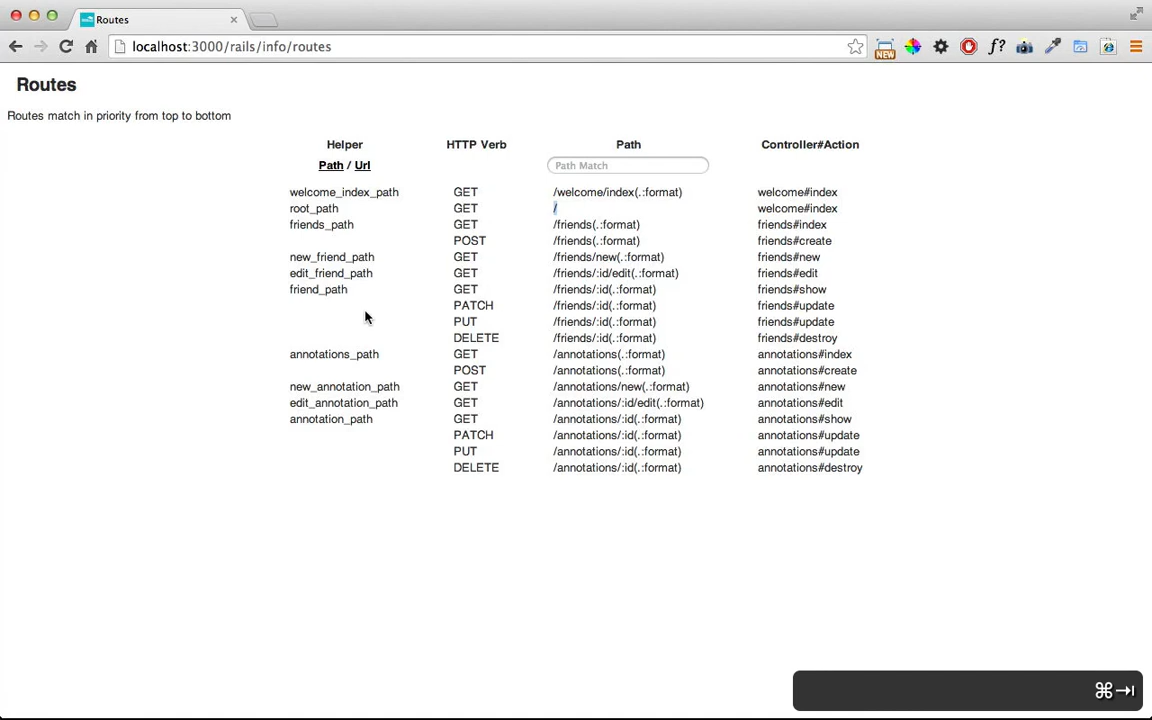 Routes
localhost:3000/rails/info/routes
NEW
f?
Routes
Routes match in priority from top to bottom
Helper HTTP Verb Path Controller#Action
Path / Url Path Match
welcome_index_path GET /welcome/index(.:format) welcome#index
root_path GET / welcome#index
friends_path GET /friends(.:format) friends#index
POST /friends(.:format) friends#create
new_friend_path GET /friends/new(.:format) friends#new
edit_friend_path GET /friends/:id/edit(.:format) friends#edit
friend_path GET /friends/:id(.:format) friends#show
PATCH /friends/:id(.:format) friends#update
PUT /friends/:id(.:format) friends#update
DELETE /friends/:id(.:format) friends#destroy
annotations_path GET /annotations(.:format) annotations#index
POST /annotations(.:format) annotations#create
new_annotation_path GET /annotations/new(.:format) annotations#new
edit_annotation_path GET /annotations/:id/edit(.:format) annotations#edit
annotation_path GET /annotations/:id(.:format) annotations#show
PATCH /annotations/:id(.:format) annotations#update
PUT /annotations/:id(.:format) annotations#update
DELETE /annotations/:id(.:format) annotations#destroy
⌘⇥